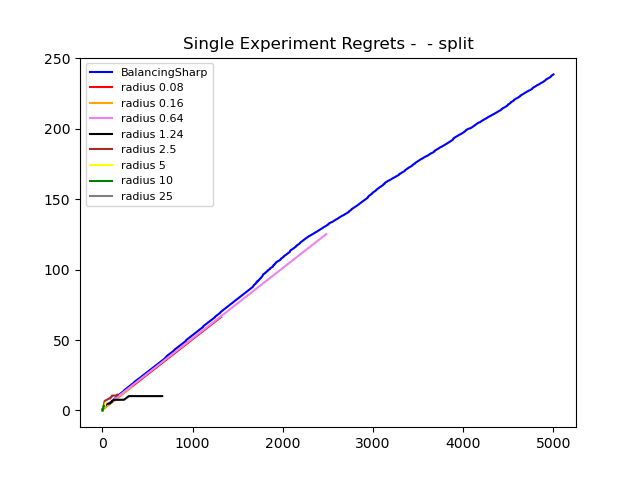 Single Experiment Regrets -  - split
250
200
150
100
50
0
BalancingSharp
radius 0.08
radius 0.16
radius 0.64
radius 1.24
radius 2.5
radius 5
radius 10
radius 25
0 1000 2000 3000 4000 5000